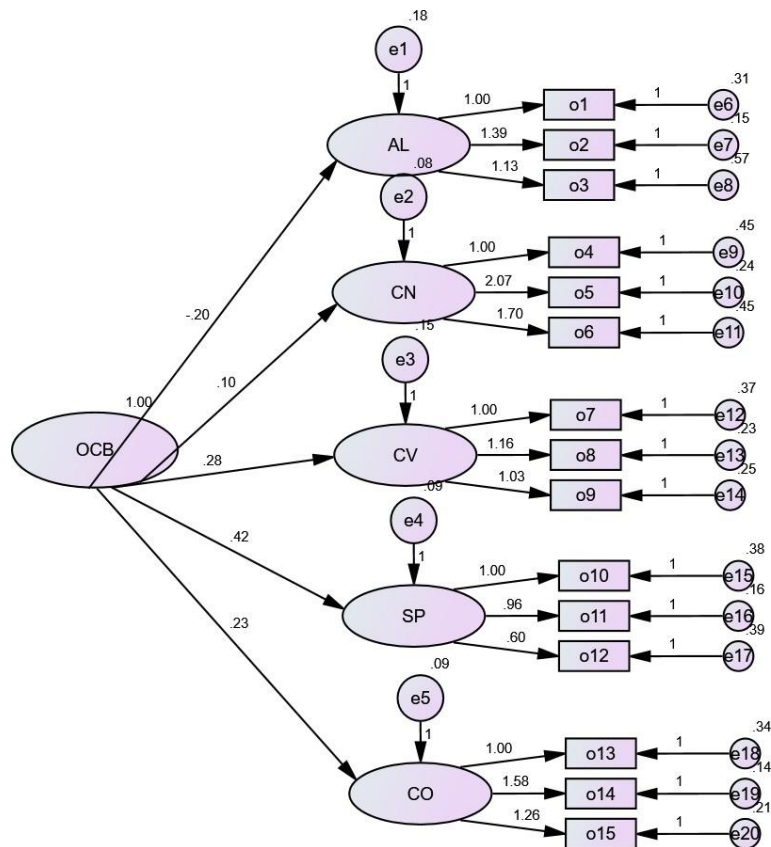 .18
e1
1
.31
1.00
o1
1
e6
.15
AL
1.39
o2
1
e7
.08
.57
1.13
o3
1
e8
e2
1
.45
1.00
o4
1
e9
.24
CN
2.07
o5
1
e10
.45
-.20
1.70
o6
1
e11
.15
e3
.10
1
.37
1.00
1.00
o7
1
e12
.23
OCB
CV
1.16
o8
1
e13
.28
.25
1.03
o9
1
e14
.09
e4
.42
1
.38
1.00
o10
1
e15
.16
SP
.96
o11
1
e16
.39
.23
.60
o12
1
e17
.09
e5
1
.34
1.00
o13
1
e18
.14
CO
1.58
o14
1
e19
.21
1.26
o15
1
e20